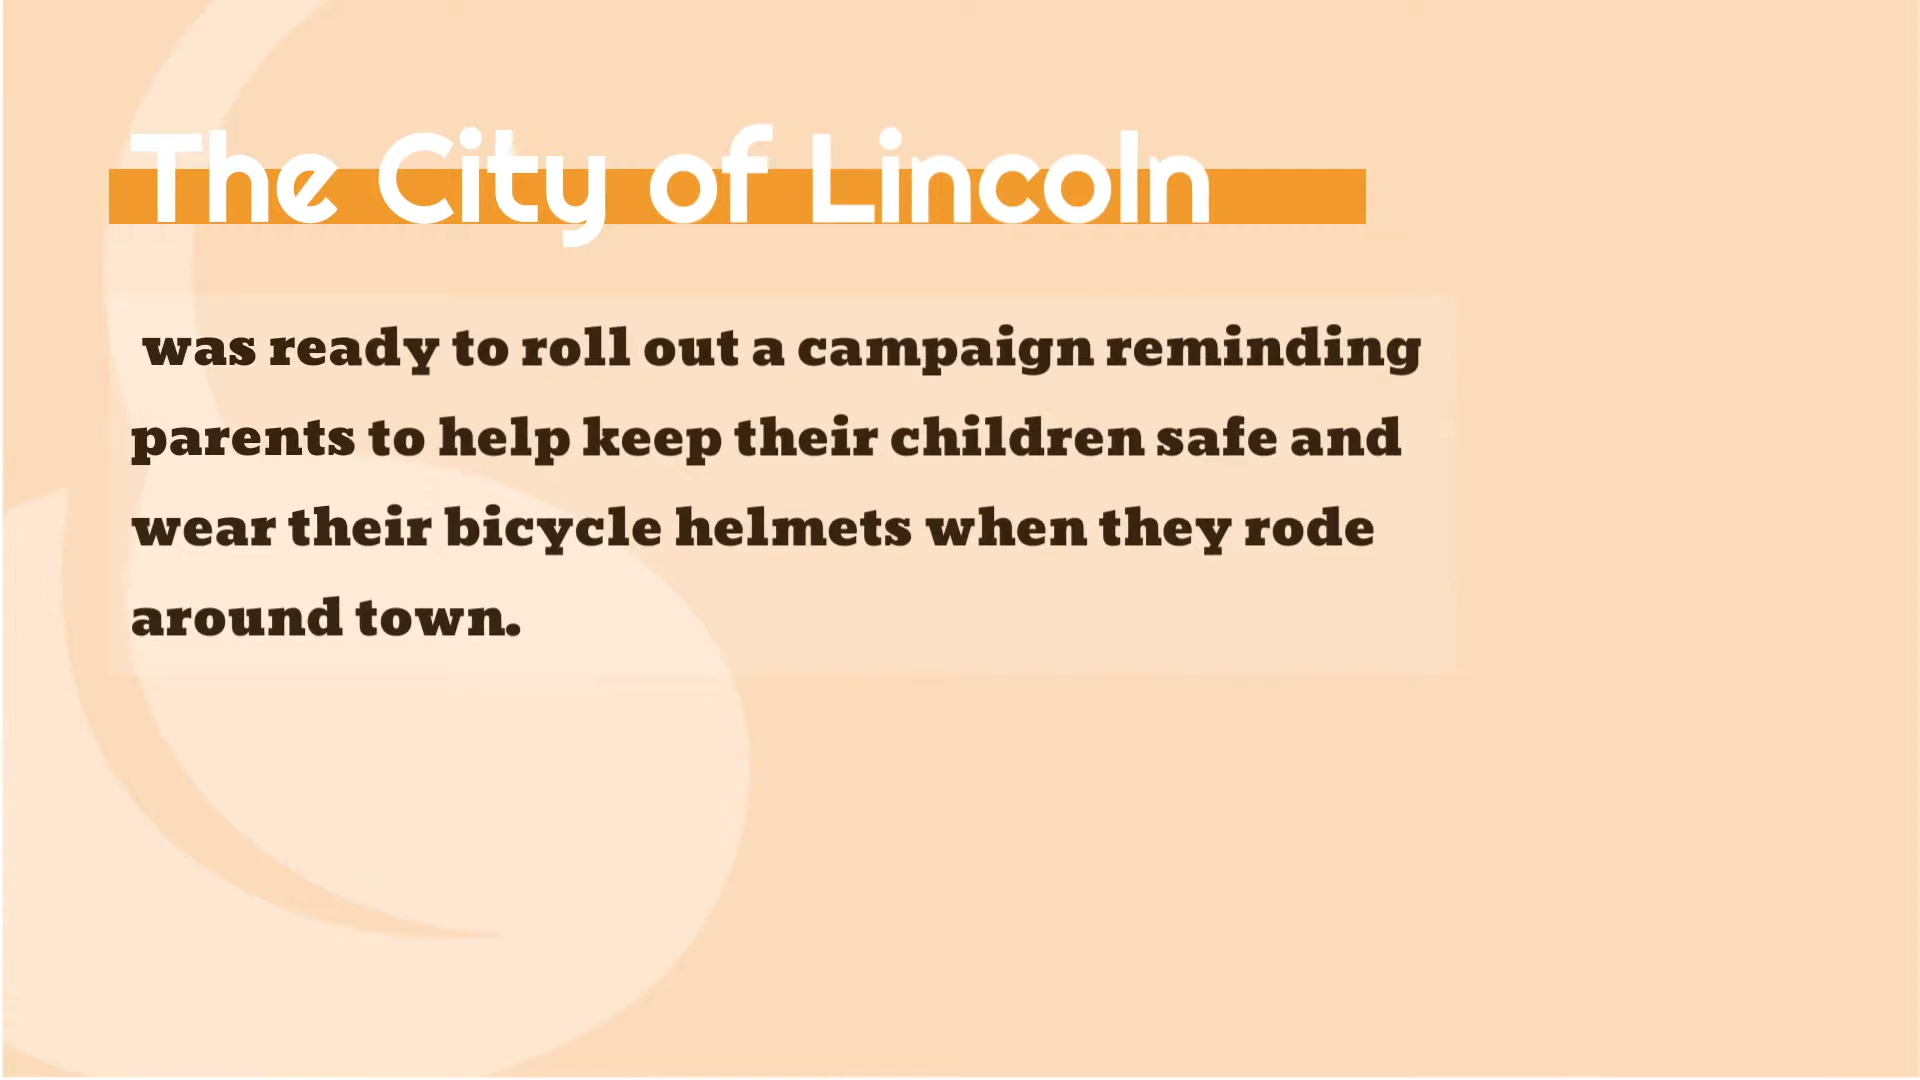 The City of Lincoln
was ready to roll out a campaign reminding
parents to help keep their children safe and
wear their bicycle helmets when they rode
around town.